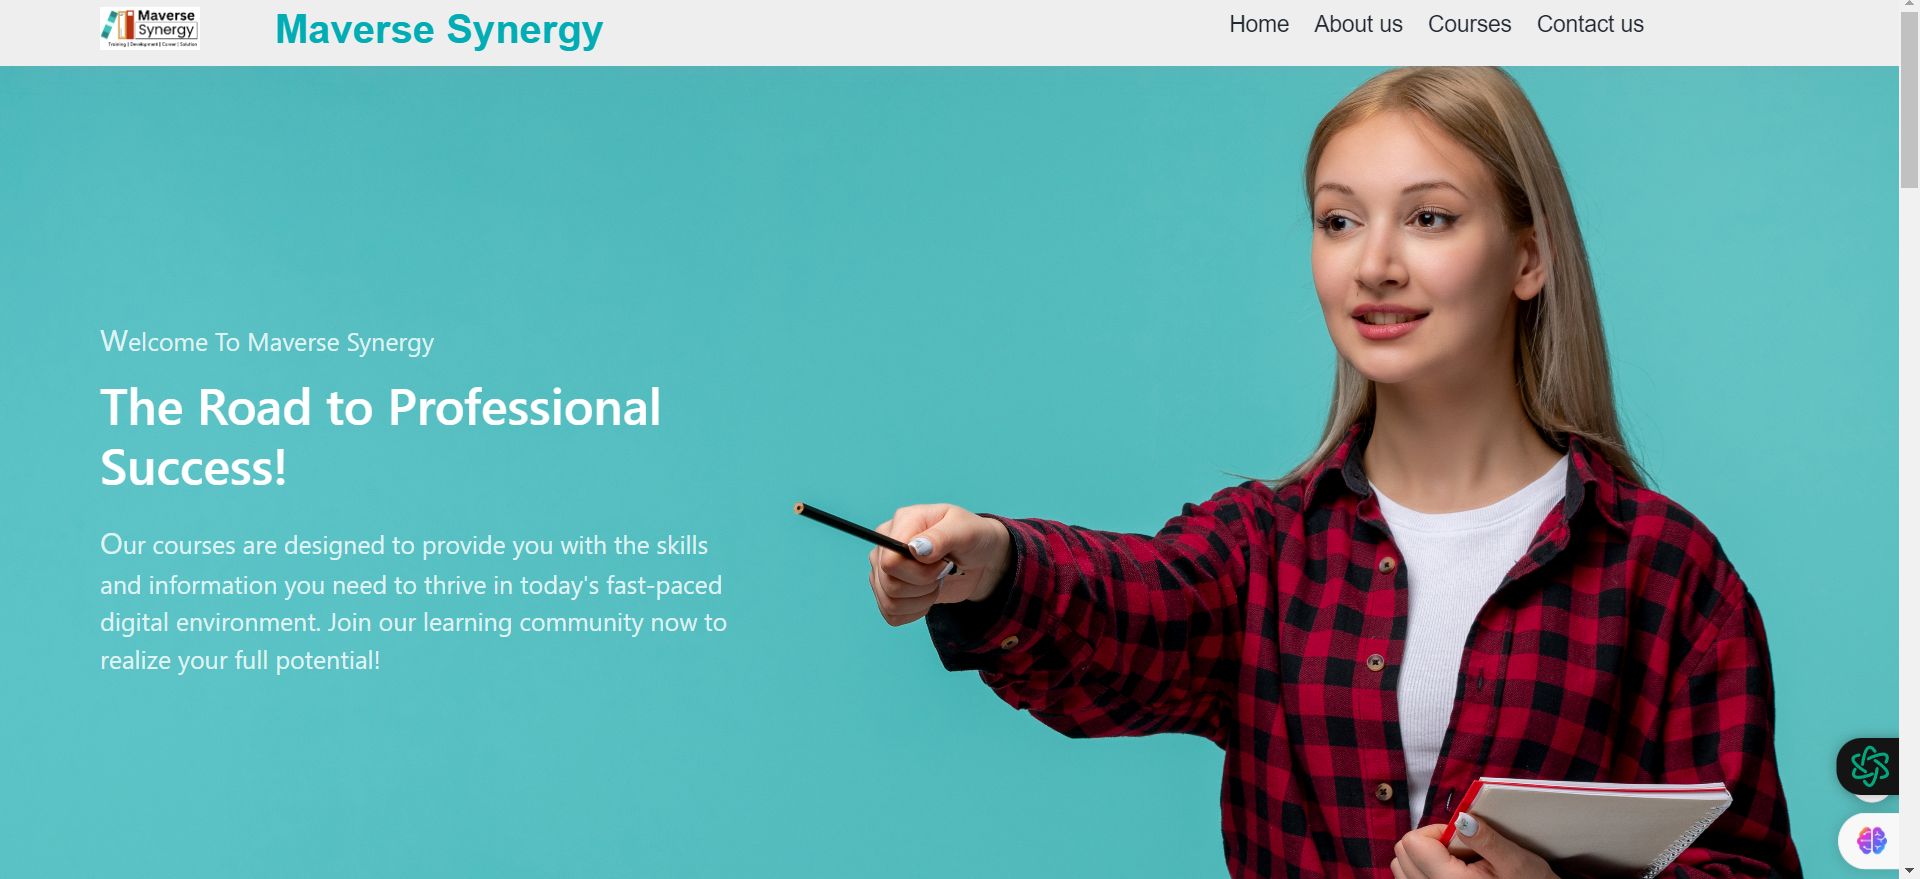 Maverse
Synergy
Training | Development | Career | Solution
Maverse Synergy
Home About us Courses Contact us
Welcome To Maverse Synergy
The Road to Professional
Success!
Our courses are designed to provide you with the skills
and information you need to thrive in today's fast-paced
digital environment. Join our learning community now to
realize your full potential!